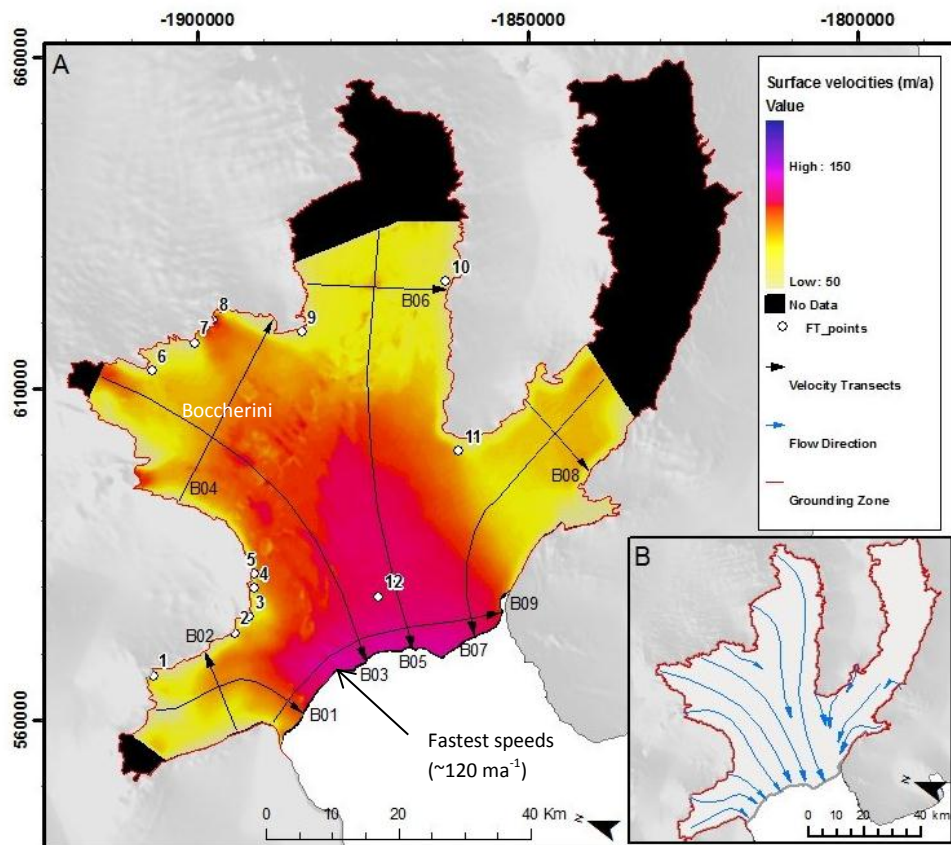 -1900000
-1850000
-1800000
660000
610000
560000
A
Surface velocities (m/a)
Value
High : 150
Low : 50
No Data
FT_points
Velocity Transects
Flow Direction
Grounding Zone
10
B06
8
7
9
6
Boccherini
11
B08
B04
5
4
12
3
B09
2
B02
1
B07
B05
B03
B01
Fastest speeds
(~120 ma⁻¹)
0 10 20 40 Km
N
B
N
0 10 20 40 km